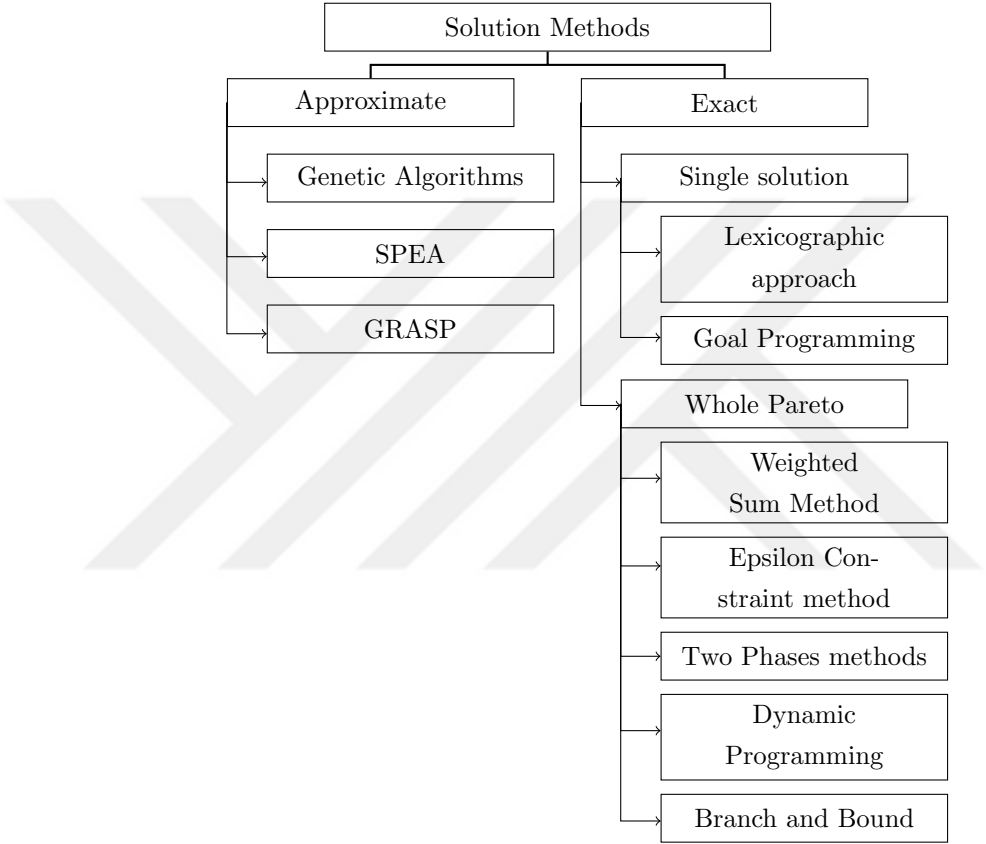 Solution Methods
Approximate
Genetic Algorithms
SPEA
GRASP
Exact
Single solution
Lexicographic
approach
Goal Programming
Whole Pareto
Weighted
Sum Method
Epsilon Con-
straint method
Two Phases methods
Dynamic
Programming
Branch and Bound